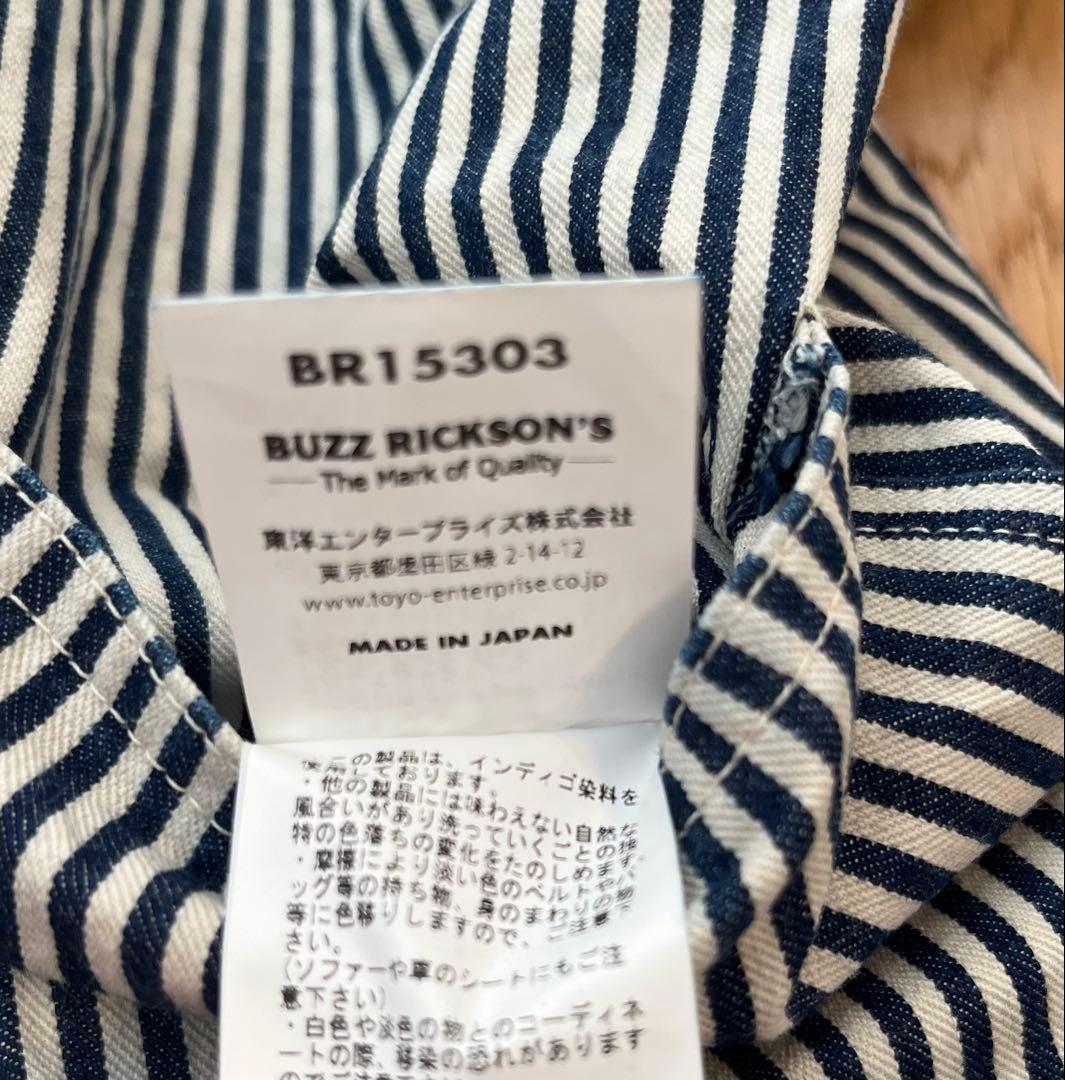 BR15303
BUZZ RICKSON'S
The Mark of Quality
東洋エンタープライズ株式会社
東京都墨田区緑 2-14-12
www.toyo-enterprise.co.jp
MADE IN JAPAN
の製品は、インディゴ染料を
使用しております。
・他の製品には味わえない自然な
風合いがあり洗っていくごとの独
特の色落ちの変化をたのしめます。
・摩擦により淡い色のベルトやバ
ッグ等の持ち物、身のまわりの物
等に色移りしますので、ご注意下
さい。
(ソファーや車のシートにもご注
意下さい)
・白色や淡色の物とのコーディネ
ートの際、移染の恐れがあります
のでご注意下さい